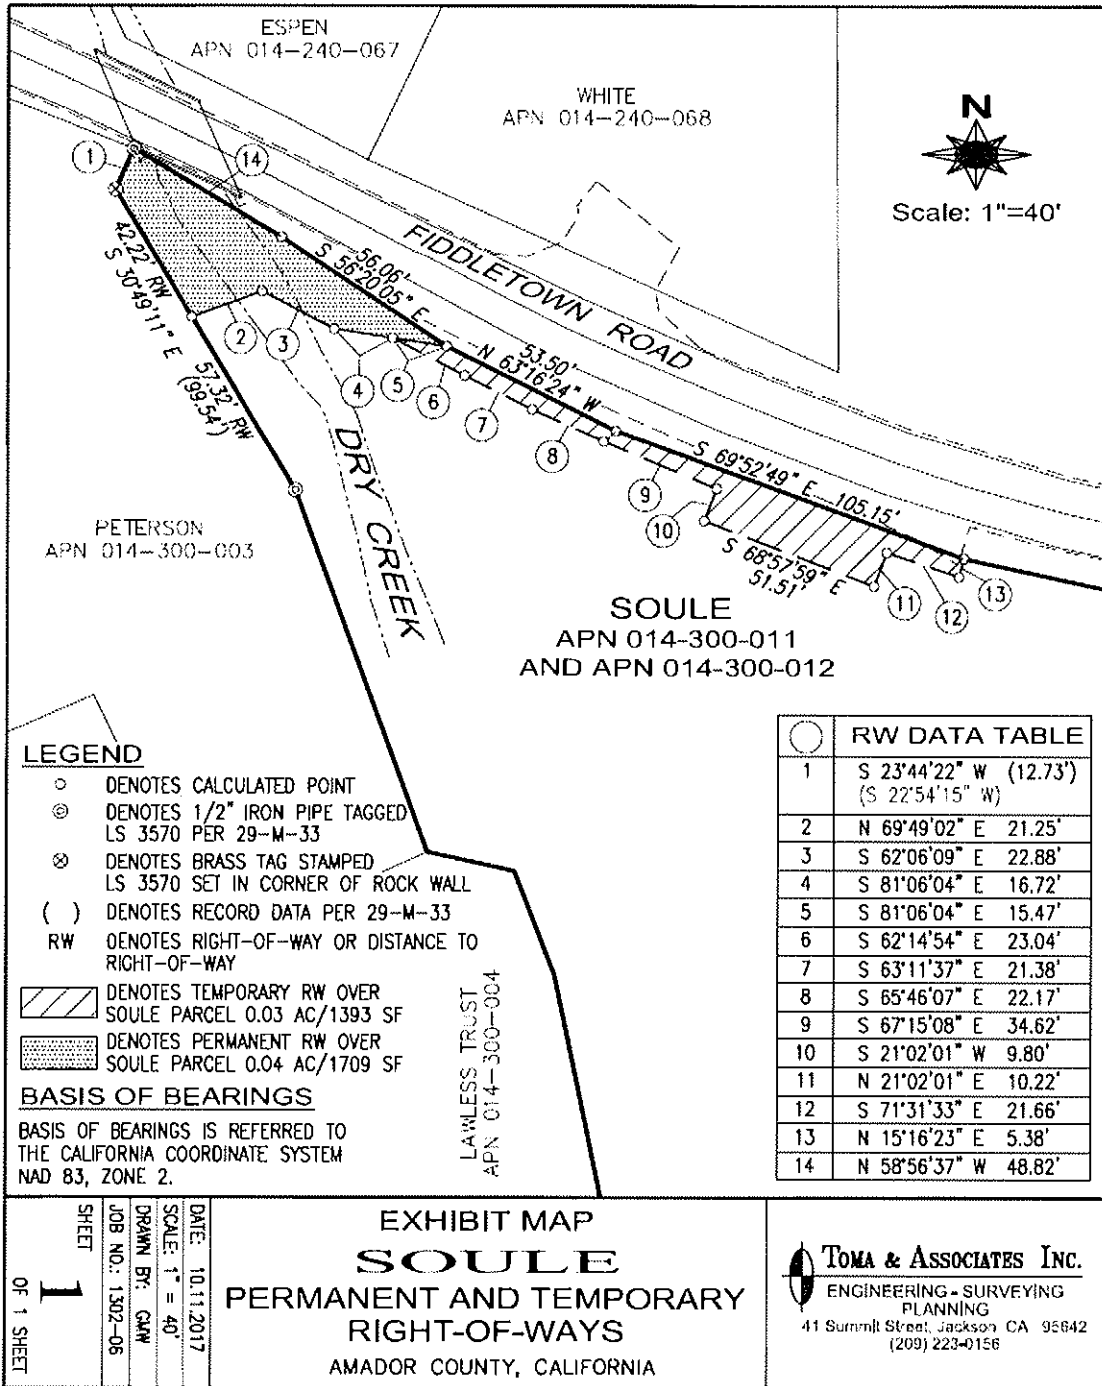 ESPEN
APN 014-240-067
WHITE
APN 014-240-068
N
Scale: 1"=40'
1
14
42.22' RW
S 30°49'11" E
56.06'
S 56°20'05" E
FIDDLETOWN ROAD
2
3
4
5
6
7
8
9
10
11
12
13
53.50'
N 63°16'24" W
57.32' RW
(99.54')
S 69°52'49" E 105.15'
S 68°57'59" E
51.51'
DRY CREEK
PETERSON
APN 014-300-003
SOULE
APN 014-300-011
AND APN 014-300-012
LEGEND
DENOTES CALCULATED POINT
DENOTES 1/2" IRON PIPE TAGGED
LS 3570 PER 29-M-33
DENOTES BRASS TAG STAMPED
LS 3570 SET IN CORNER OF ROCK WALL
( ) DENOTES RECORD DATA PER 29-M-33
RW DENOTES RIGHT-OF-WAY OR DISTANCE TO
RIGHT-OF-WAY
DENOTES TEMPORARY RW OVER
SOULE PARCEL 0.03 AC/1393 SF
DENOTES PERMANENT RW OVER
SOULE PARCEL 0.04 AC/1709 SF
BASIS OF BEARINGS
BASIS OF BEARINGS IS REFERRED TO
THE CALIFORNIA COORDINATE SYSTEM
NAD 83, ZONE 2.
LAWLESS TRUST
APN 014-300-004
RW DATA TABLE
1 S 23°44'22" W (12.73')
(S 22°54'15" W)
2 N 69°49'02" E 21.25'
3 S 62°06'09" E 22.88'
4 S 81°06'04" E 16.72'
5 S 81°06'04" E 15.47'
6 S 62°14'54" E 23.04'
7 S 63°11'37" E 21.38'
8 S 65°46'07" E 22.17'
9 S 67°15'08" E 34.62'
10 S 21°02'01" W 9.80'
11 N 21°02'01" E 10.22'
12 S 71°31'33" E 21.66'
13 N 15°16'23" E 5.38'
14 N 58°56'37" W 48.82'
DATE: 10.11.2017
SCALE: 1" = 40'
DRAWN BY: GMW
JOB NO.: 1302-06
SHEET
1
OF 1 SHEET
EXHIBIT MAP
SOULE
PERMANENT AND TEMPORARY
RIGHT-OF-WAYS
AMADOR COUNTY, CALIFORNIA
TOMA & ASSOCIATES INC.
ENGINEERING - SURVEYING
PLANNING
41 Summit Street, Jackson CA 95642
(209) 223-0156